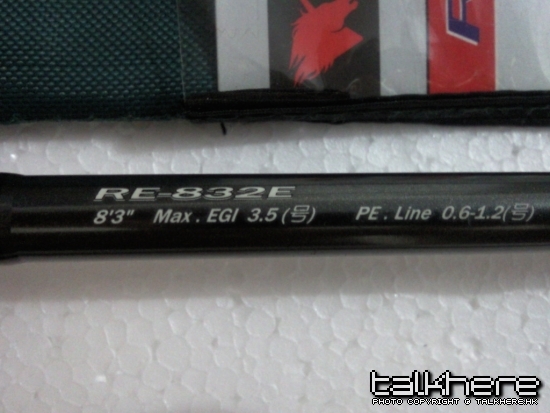 RE-832E
8'3" Max. EGI 3.5(号) PE. Line 0.6-1.2(号)
talkhere
PHOTO COPYRIGHT © TALKHERE.HK